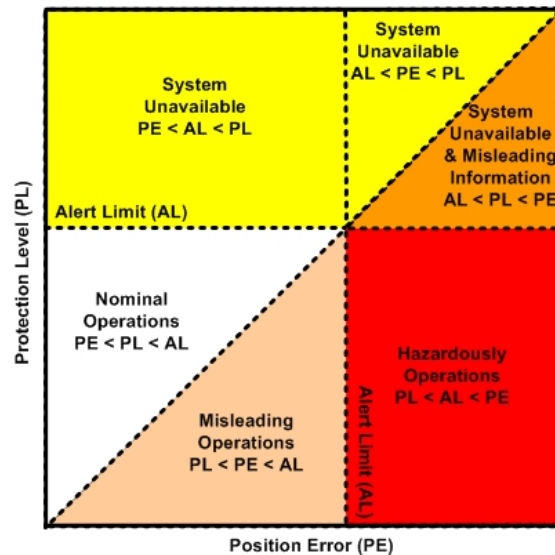 System
Unavailable
AL < PE < PL
System
Unavailable
PE < AL < PL
System
Unavailable
& Misleading
Information
AL < PL < PE
Alert Limit (AL)
Nominal
Operations
PE < PL < AL
Hazardously
Operations
PL < AL < PE
Misleading
Operations
PL < PE < AL
Alert Limit (AL)
Protection Level (PL)
Position Error (PE)